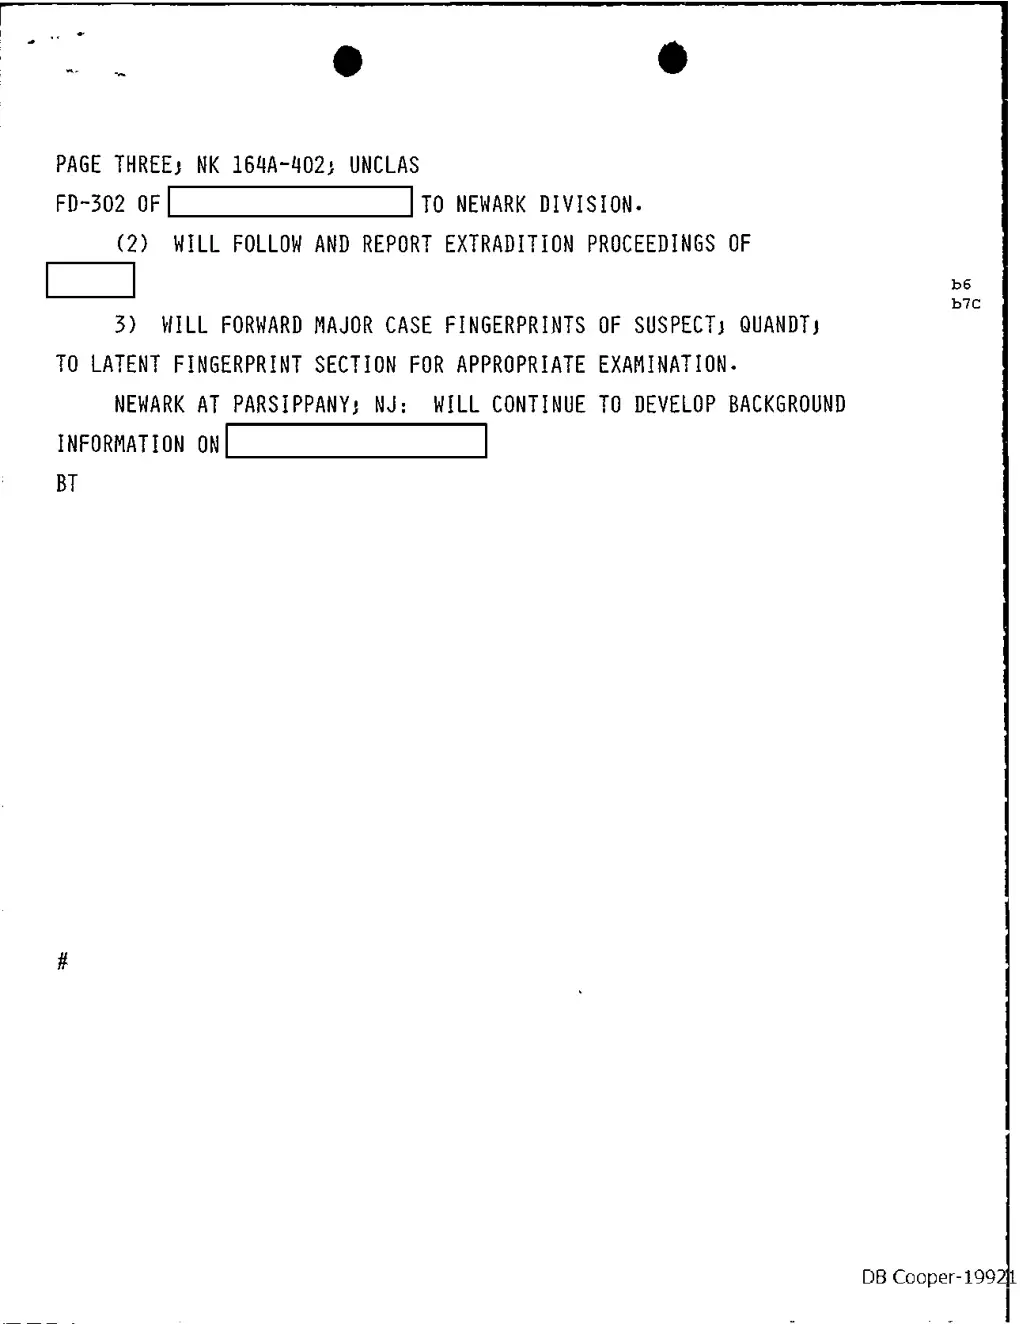 PAGE THREE; NK 164A-402; UNCLAS
FD-302 OF TO NEWARK DIVISION.
(2) WILL FOLLOW AND REPORT EXTRADITION PROCEEDINGS OF
b6
b7C
3) WILL FORWARD MAJOR CASE FINGERPRINTS OF SUSPECT; QUANDT;
TO LATENT FINGERPRINT SECTION FOR APPROPRIATE EXAMINATION.
NEWARK AT PARSIPPANY; NJ: WILL CONTINUE TO DEVELOP BACKGROUND
INFORMATION ON
BT
#
DB Cooper-19921